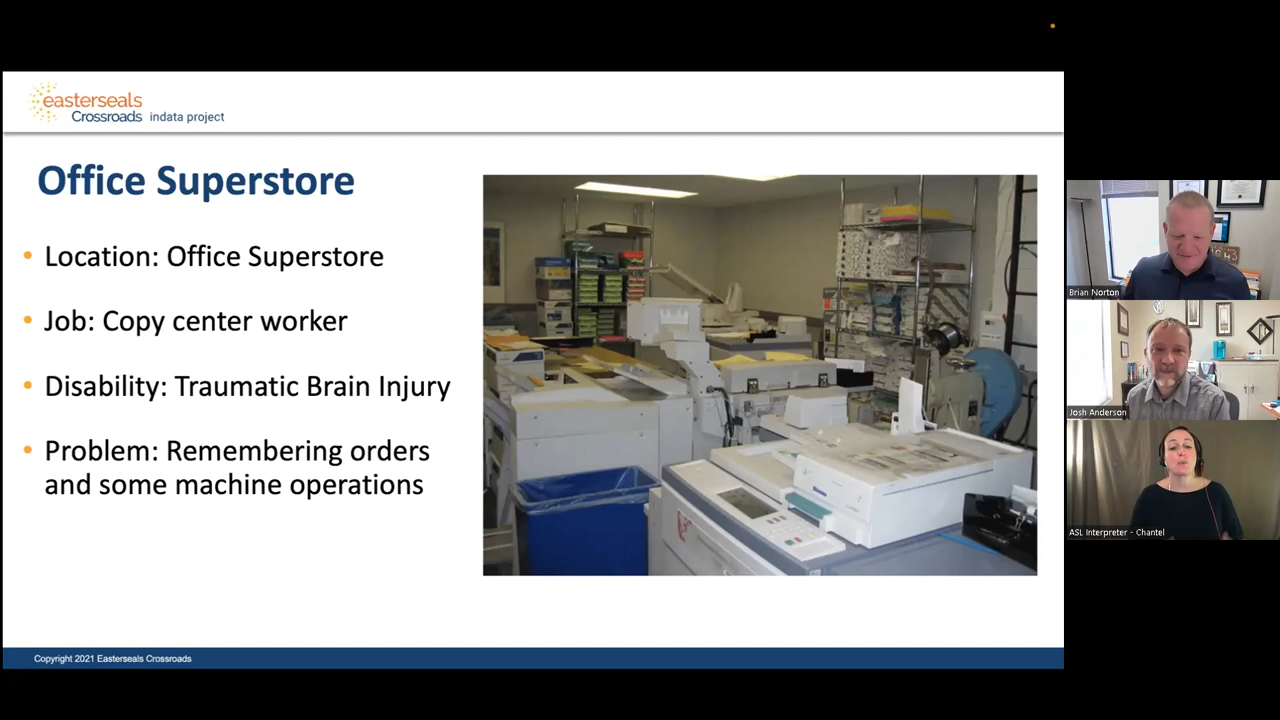 easterseals
Crossroads indata project
Office Superstore
• Location: Office Superstore
• Job: Copy center worker
• Disability: Traumatic Brain Injury
• Problem: Remembering orders
and some machine operations
Copyright 2021 Easterseals Crossroads
Brian Norton
Josh Anderson
ASL Interpreter - Chantel